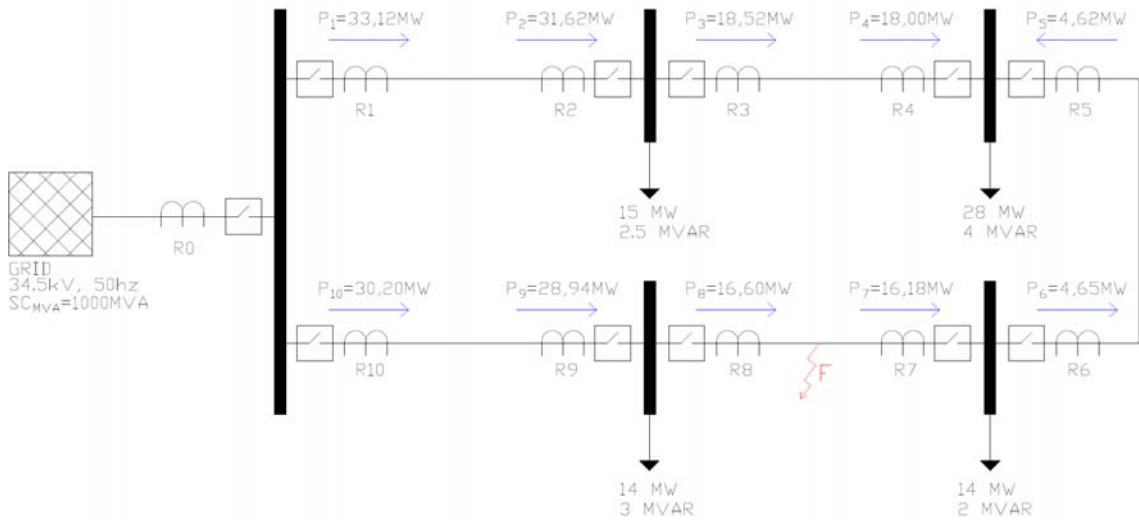 P1=33,12MW P2=31,62MW P3=18,52MW P4=18,00MW P5=4,62MW
R1 R2 R3 R4 R5
15 MW
2.5 MVAR
28 MW
4 MVAR
R0
GRID
34.5kV, 50hz
SCMVA=1000MVA
P10=30,20MW P9=28,94MW P8=16,60MW P7=16,18MW P6=4,65MW
R10 R9 R8 F R7 R6
14 MW
3 MVAR
14 MW
2 MVAR